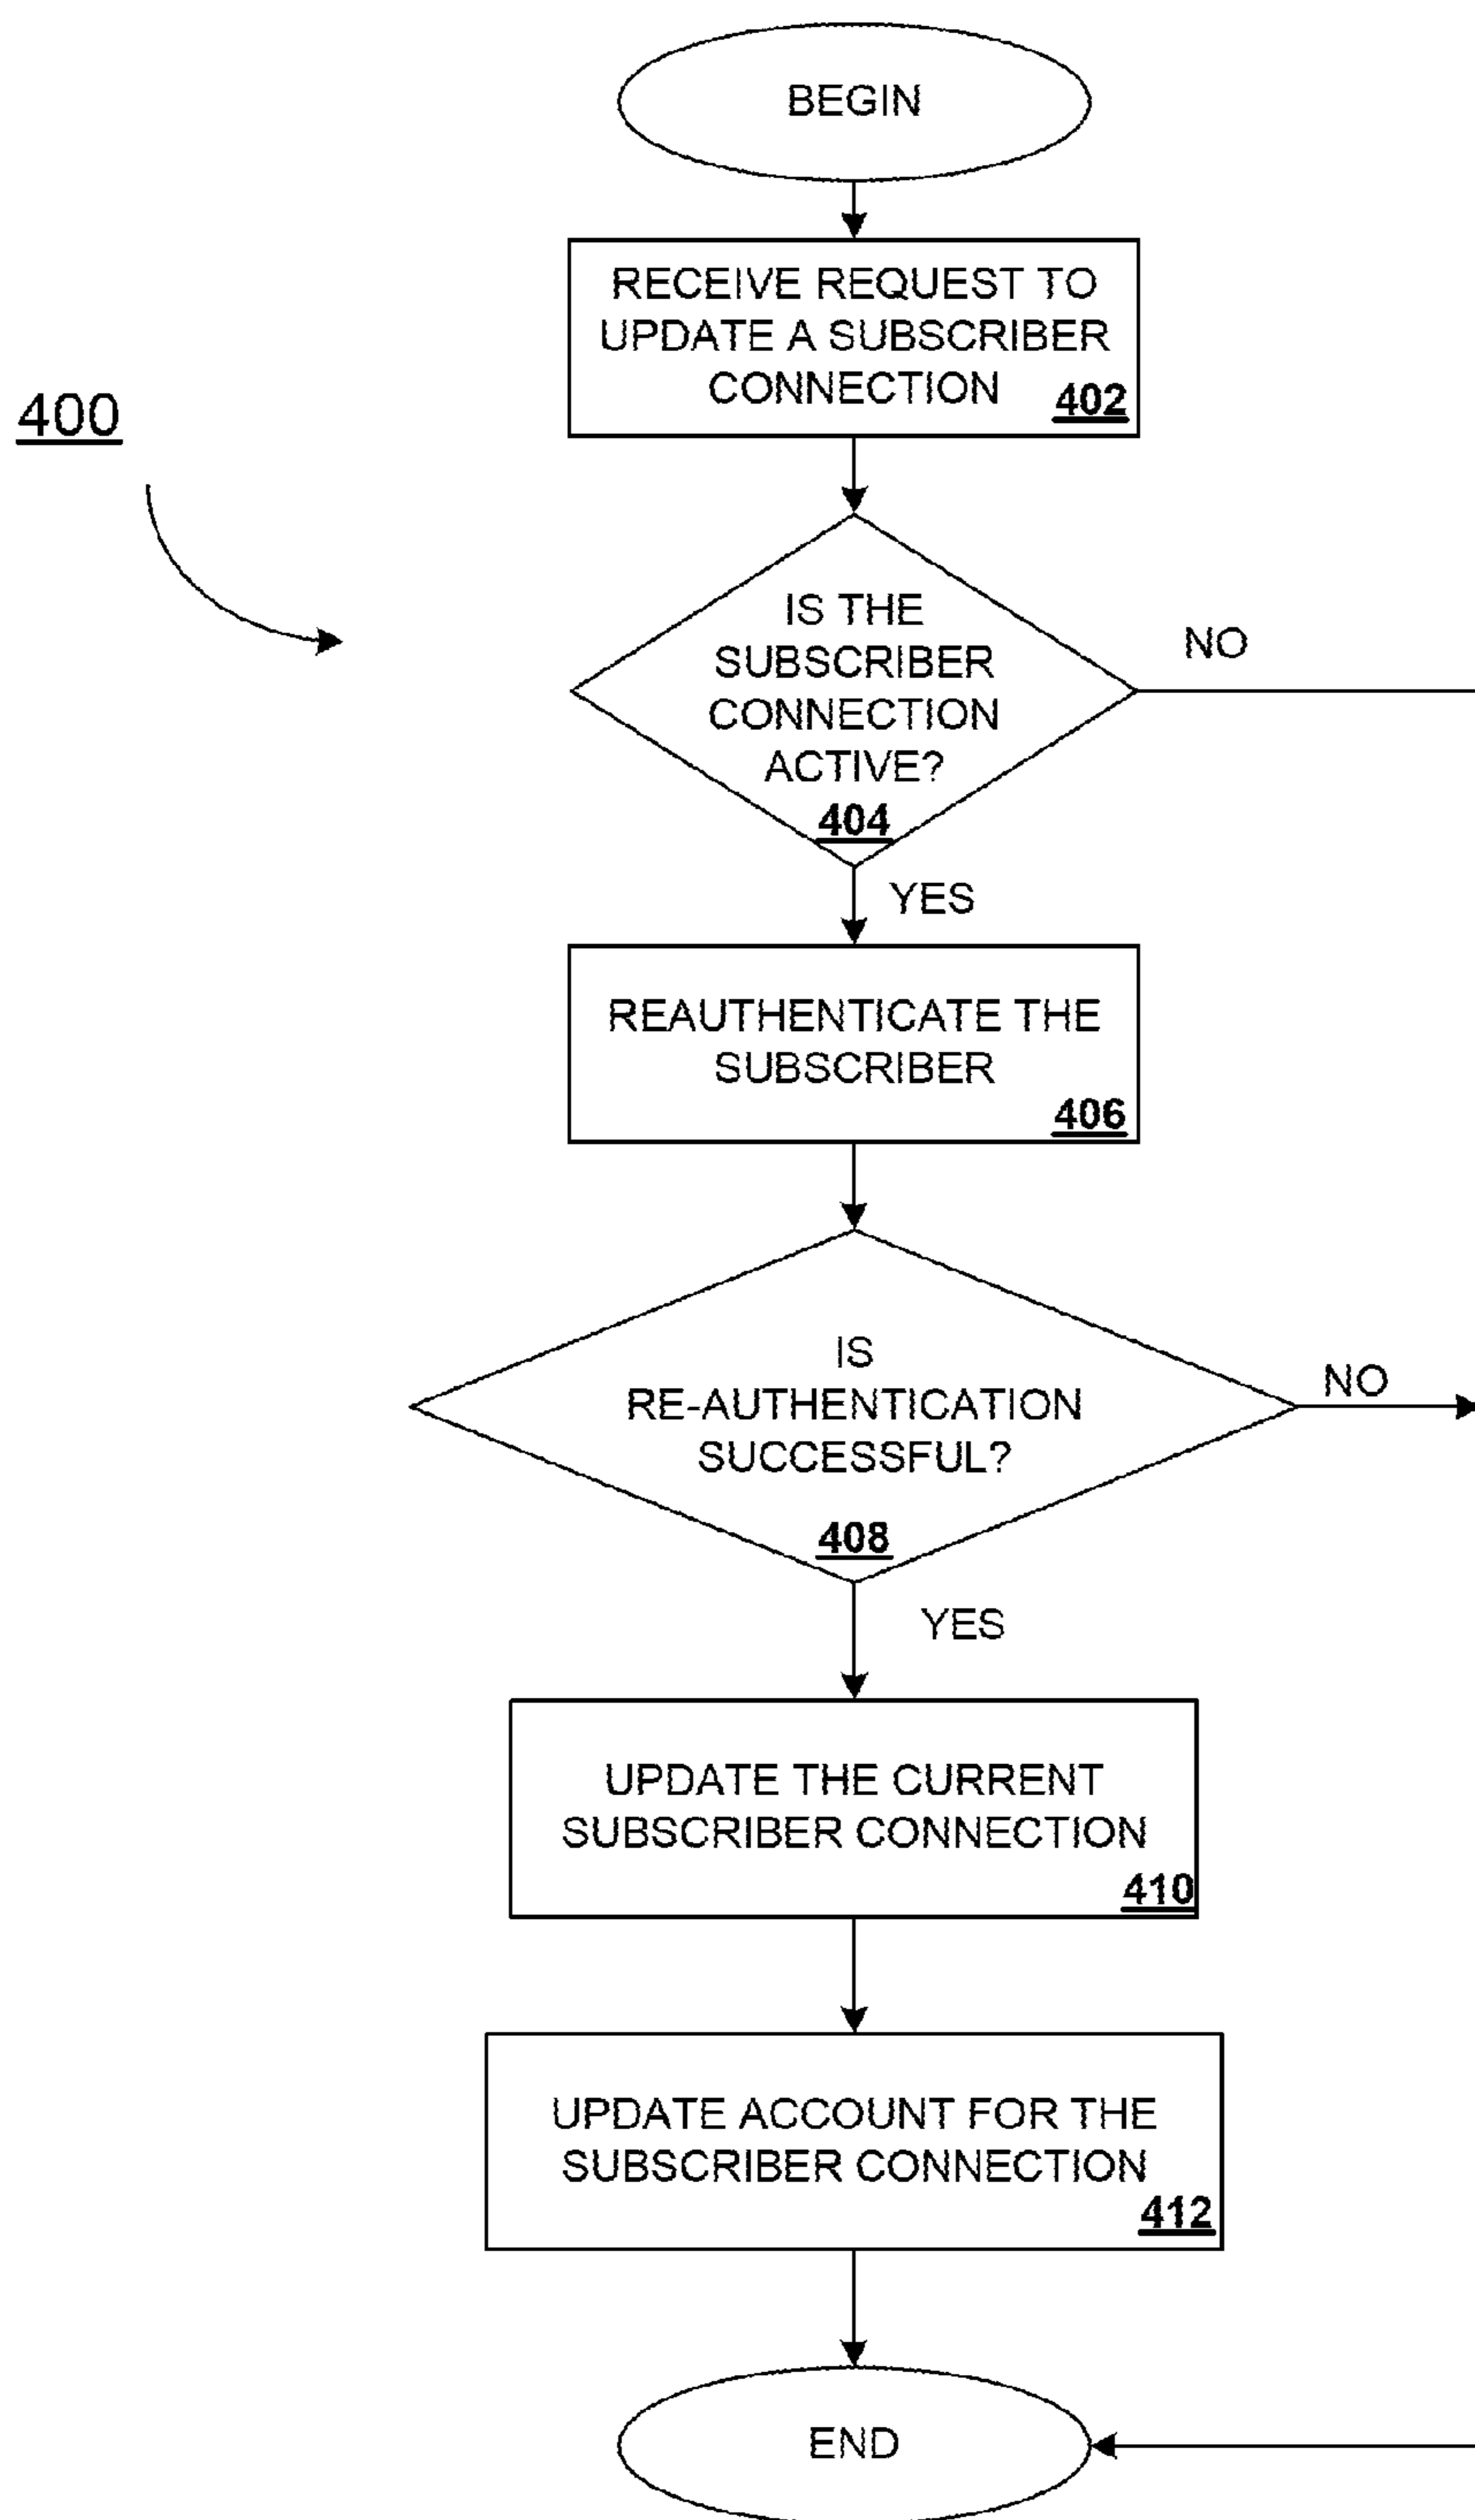 BEGIN
RECEIVE REQUEST TO
UPDATE A SUBSCRIBER
CONNECTION
402
400
IS THE
SUBSCRIBER
CONNECTION
ACTIVE?
404
NO
YES
REAUTHENTICATE THE
SUBSCRIBER
406
IS
RE-AUTHENTICATION
SUCCESSFUL?
408
NO
YES
UPDATE THE CURRENT
SUBSCRIBER CONNECTION
410
UPDATE ACCOUNT FOR THE
SUBSCRIBER CONNECTION
412
END